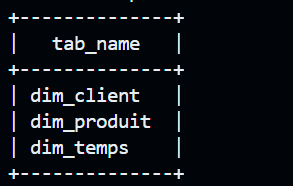 +--------------+
|   tab_name   |
+--------------+
| dim_client   |
| dim_produit  |
| dim_temps    |
+--------------+